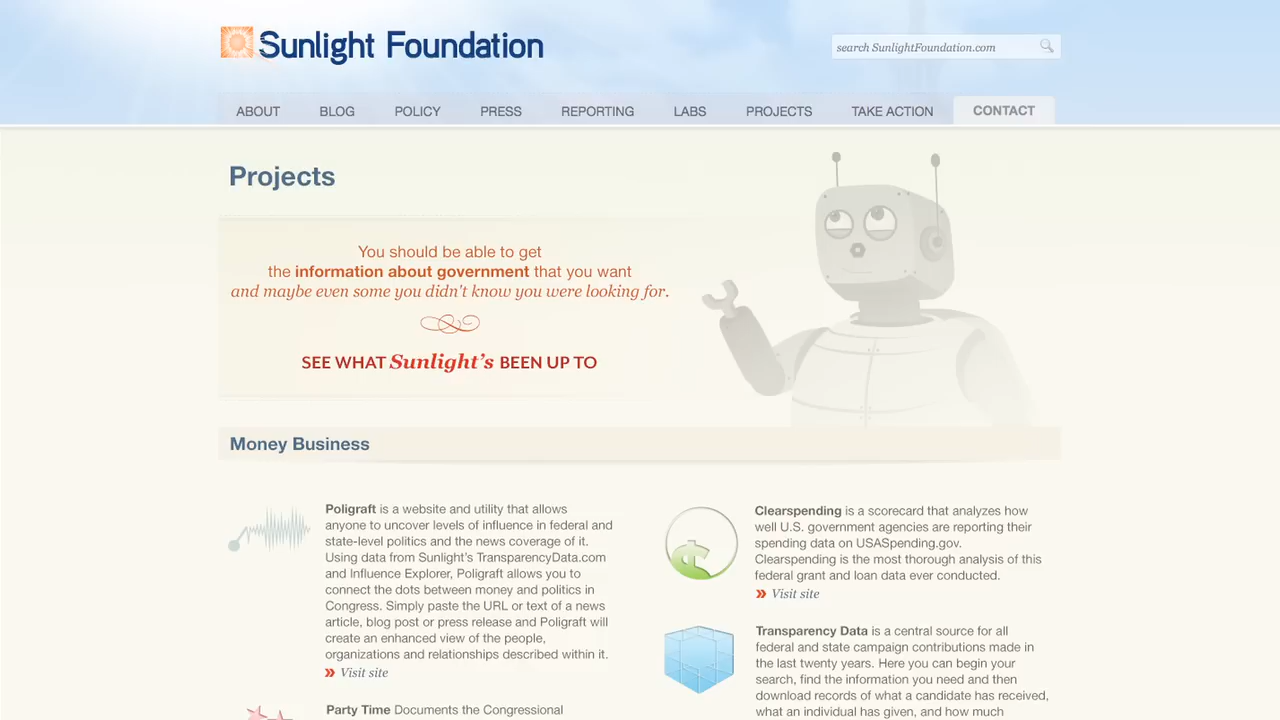 Sunlight Foundation
search SunlightFoundation.com
ABOUT BLOG POLICY PRESS REPORTING LABS PROJECTS TAKE ACTION CONTACT
Projects
You should be able to get
the information about government that you want
and maybe even some you didn't know you were looking for.
SEE WHAT Sunlight's BEEN UP TO
Money Business
Poligraft is a website and utility that allows
anyone to uncover levels of influence in federal and
state-level politics and the news coverage of it.
Using data from Sunlight's TransparencyData.com
and Influence Explorer, Poligraft allows you to
connect the dots between money and politics in
Congress. Simply paste the URL or text of a news
article, blog post or press release and Poligraft will
create an enhanced view of the people,
organizations and relationships described within it.
Visit site
Party Time Documents the Congressional
Clearspending is a scorecard that analyzes how
well U.S. government agencies are reporting their
spending data on USASpending.gov.
Clearspending is the most thorough analysis of this
federal grant and loan data ever conducted.
Visit site
Transparency Data is a central source for all
federal and state campaign contributions made in
the last twenty years. Here you can begin your
search, find the information you need and then
download records of what a candidate has received,
what an individual has given, and how much